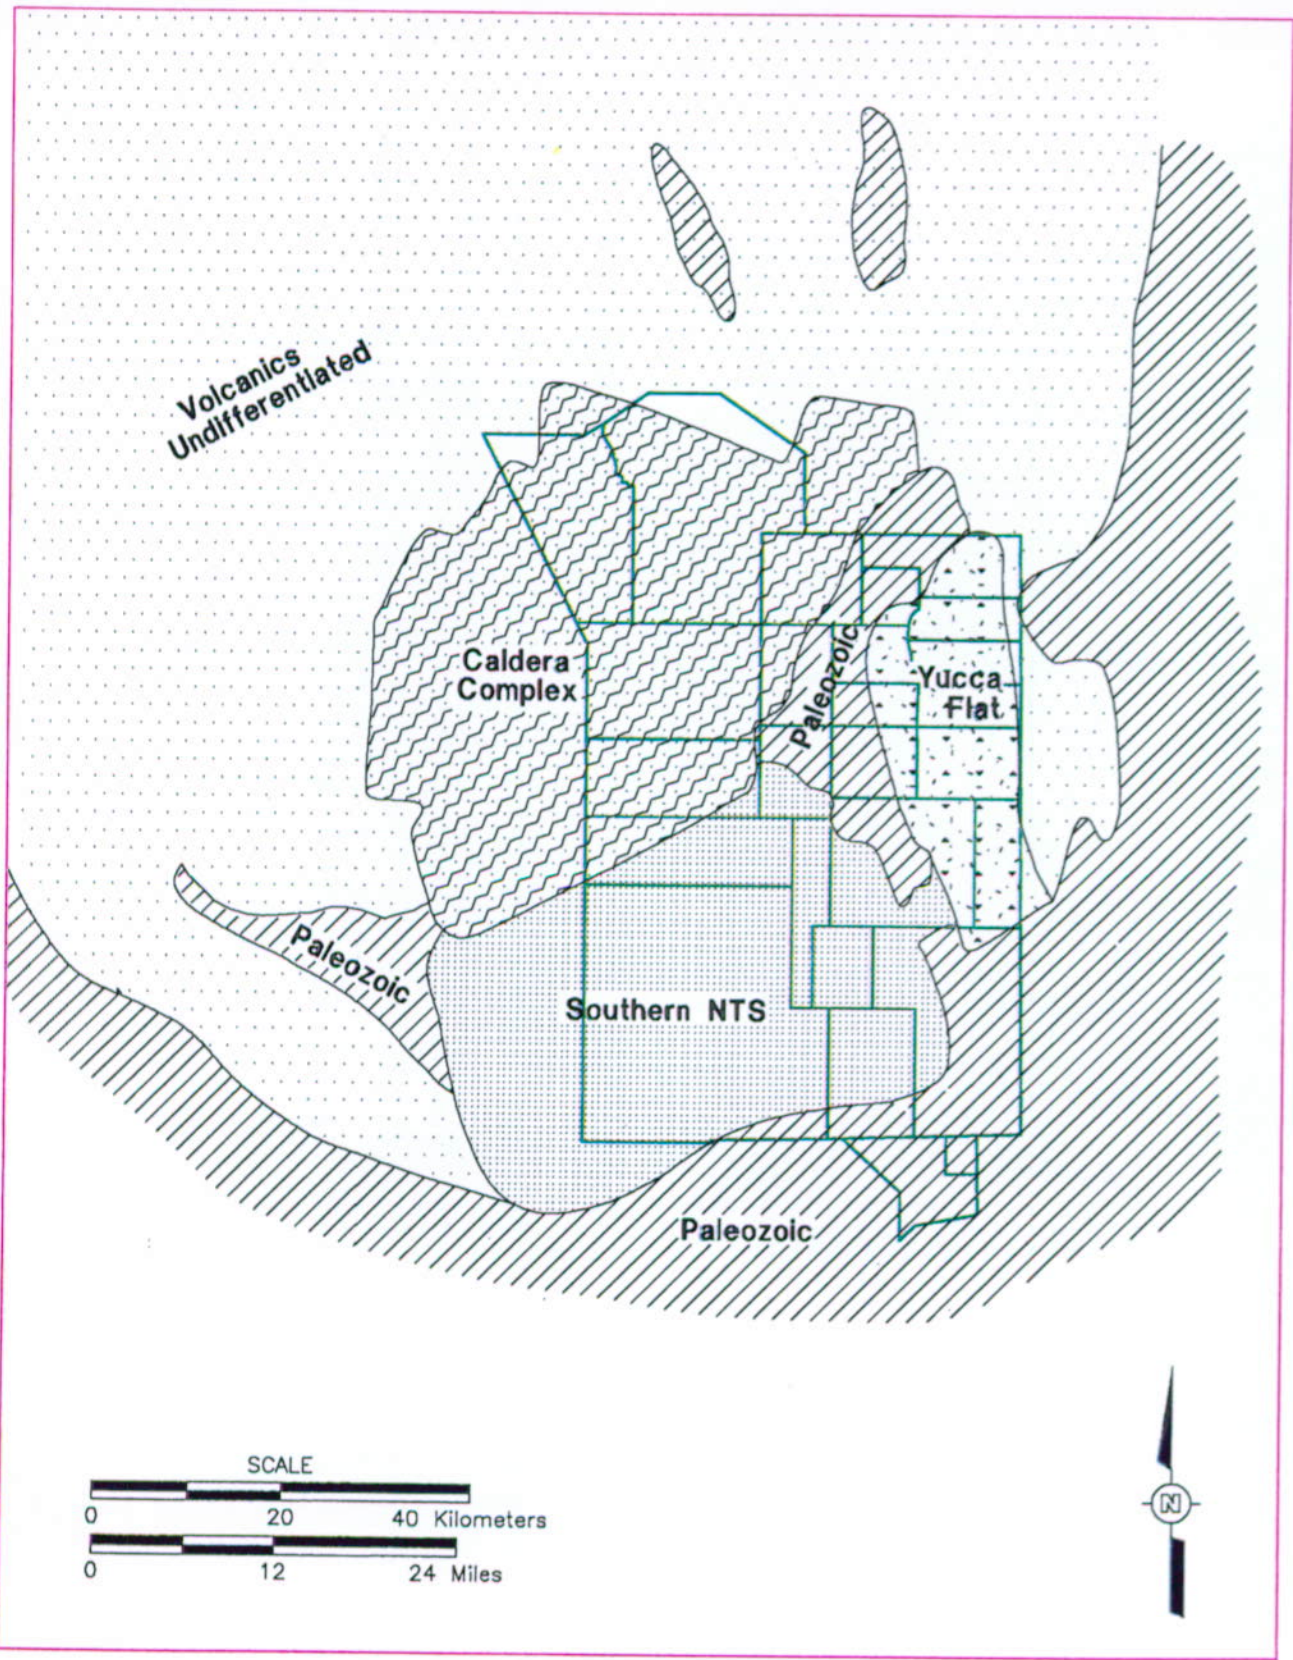 Volcanics
Undifferentiated
Caldera
Complex
Paleozoic
Yucca
Flat
Paleozoic
Southern NTS
Paleozoic
SCALE
0 20 40 Kilometers
0 12 24 Miles
N